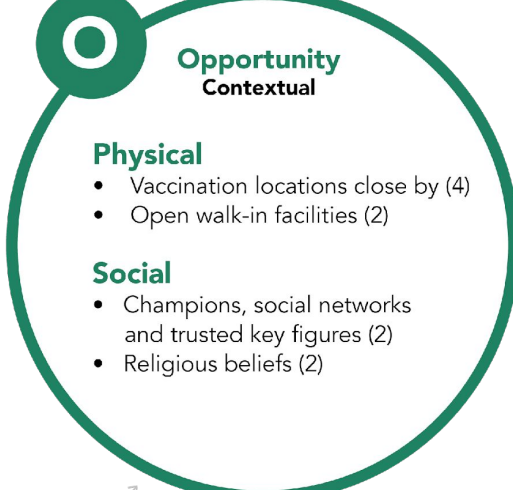 O
Opportunity
Contextual
Physical
• Vaccination locations close by (4)
• Open walk-in facilities (2)
Social
• Champions, social networks
and trusted key figures (2)
• Religious beliefs (2)